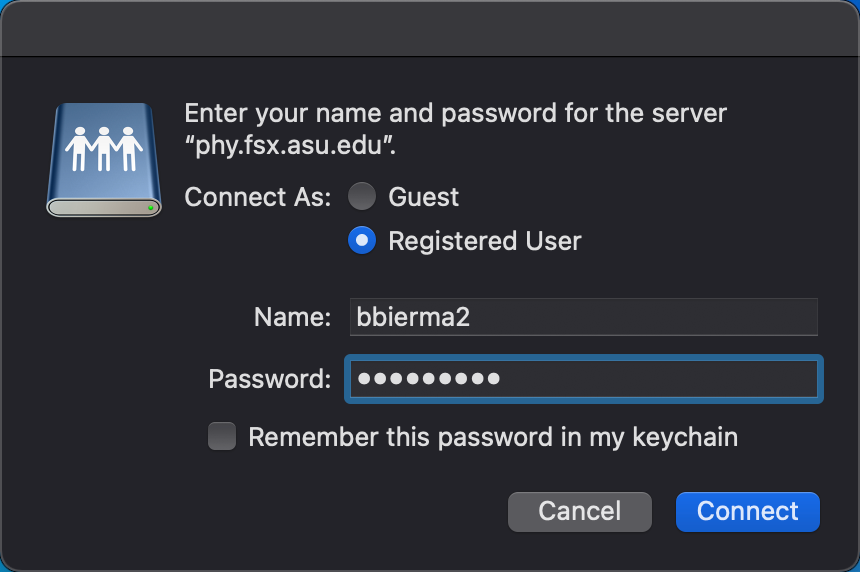 Enter your name and password for the server
“phy.fsx.asu.edu”.
Connect As: Guest
Registered User
Name: bbierma2
Password: •••••••••
Remember this password in my keychain
Cancel Connect